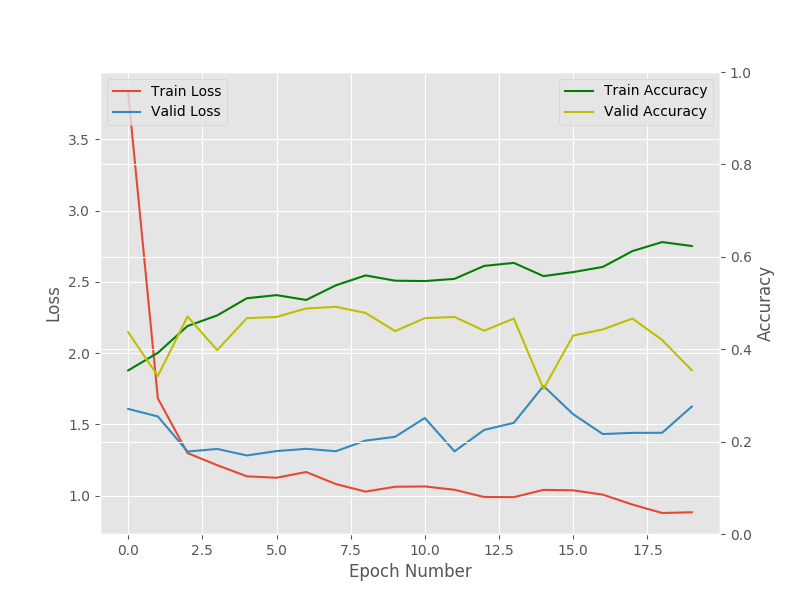 Train Loss
Valid Loss
Train Accuracy
Valid Accuracy
3.5
3.0
2.5
2.0
1.5
1.0
Loss
1.0
0.8
0.6
0.4
0.2
0.0
Accuracy
0.0 2.5 5.0 7.5 10.0 12.5 15.0 17.5
Epoch Number